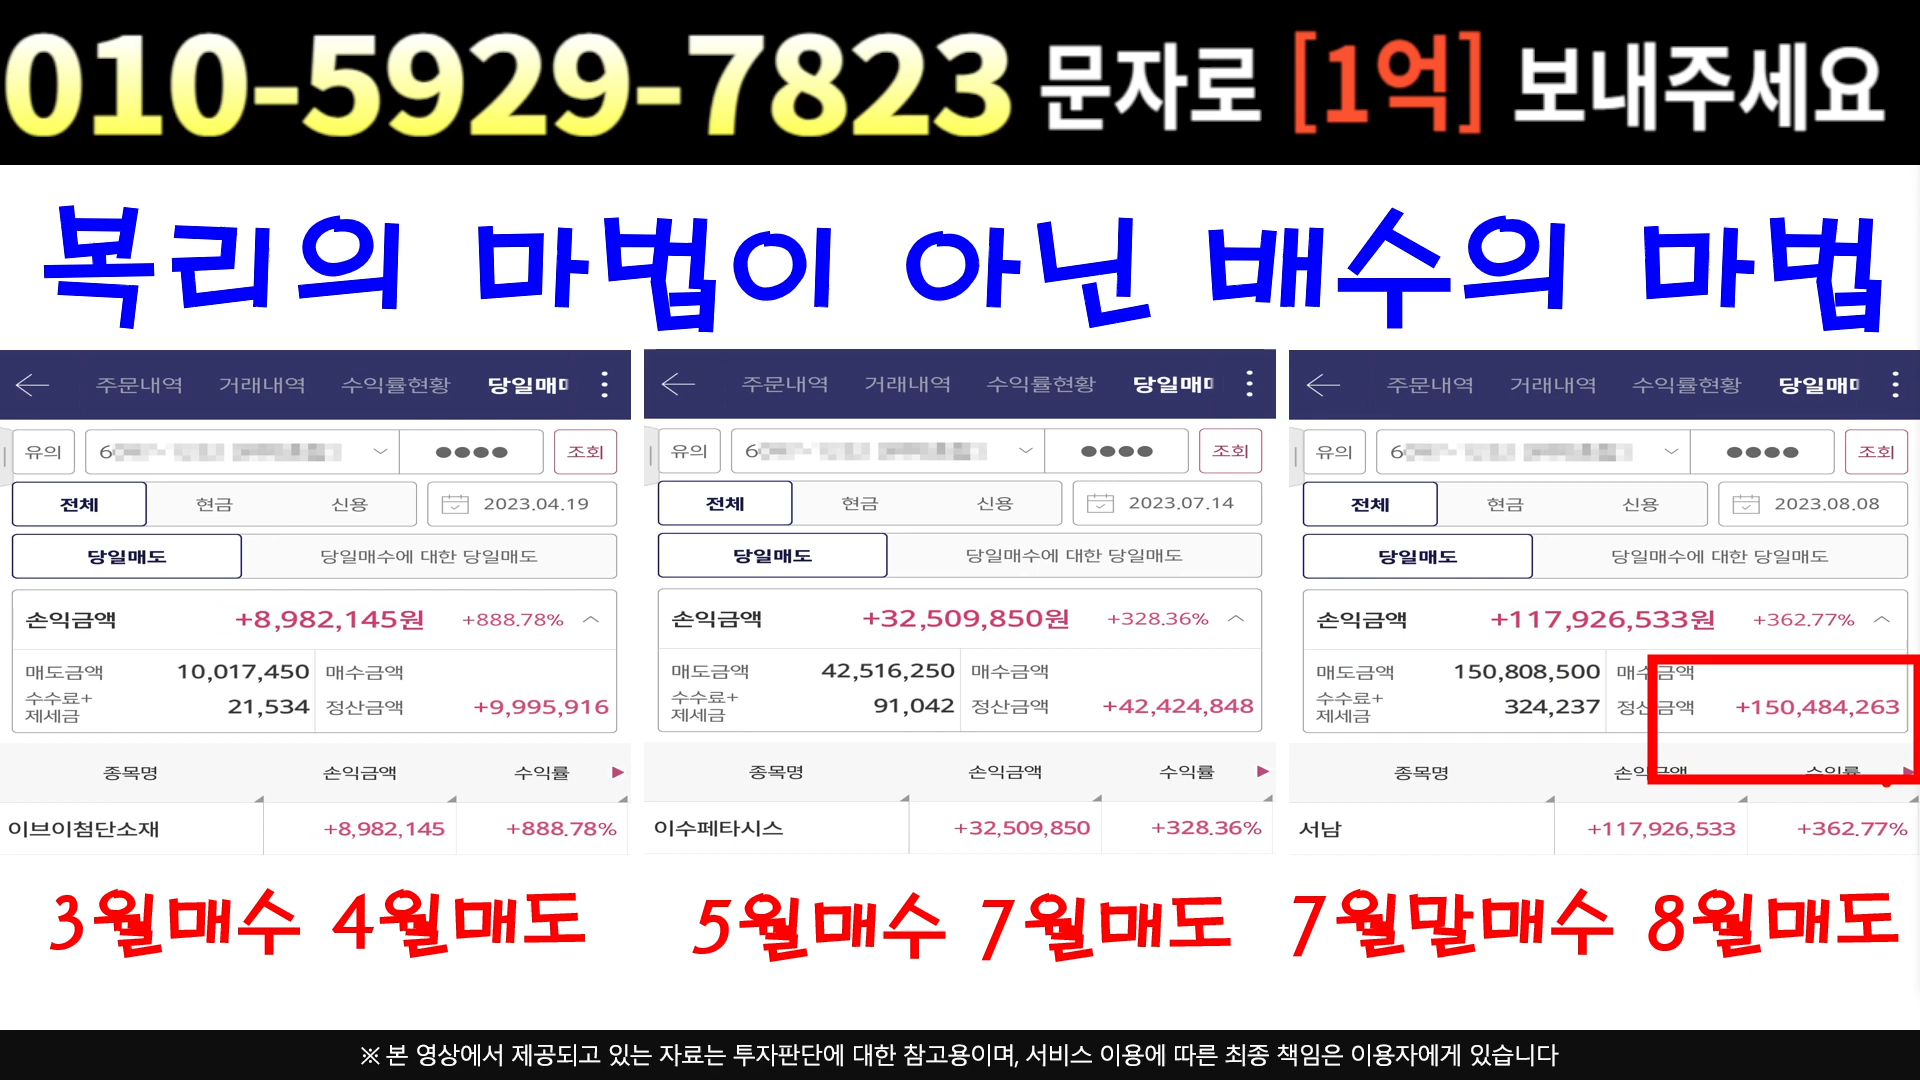 010-5929-7823 문자로 [1억] 보내주세요
복리의 마법이 아닌 배수의 마법
주문내역 거래내역 수익률현황 당일매
유의 6 조회
전체 현금 신용 2023.04.19
당일매도 당일매수에 대한 당일매도
손익금액 +8,982,145원 +888.78%
매도금액 10,017,450 매수금액
수수료+
제세금 21,534 정산금액 +9,995,916
종목명 손익금액 수익률
이브이첨단소재 +8,982,145 +888.78%
3월매수 4월매도
주문내역 거래내역 수익률현황 당일매
유의 6 조회
전체 현금 신용 2023.07.14
당일매도 당일매수에 대한 당일매도
손익금액 +32,509,850원 +328.36%
매도금액 42,516,250 매수금액
수수료+
제세금 91,042 정산금액 +42,424,848
종목명 손익금액 수익률
이수페타시스 +32,509,850 +328.36%
5월매수 7월매도
주문내역 거래내역 수익률현황 당일매
유의 6 조회
전체 현금 신용 2023.08.08
당일매도 당일매수에 대한 당일매도
손익금액 +117,926,533원 +362.77%
매도금액 150,808,500 매수금액
수수료+
제세금 324,237 정산금액 +150,484,263
종목명 손익금액 수익률
서남 +117,926,533 +362.77%
7월말매수 8월매도
※ 본 영상에서 제공되고 있는 자료는 투자판단에 대한 참고용이며, 서비스 이용에 따른 최종 책임은 이용자에게 있습니다